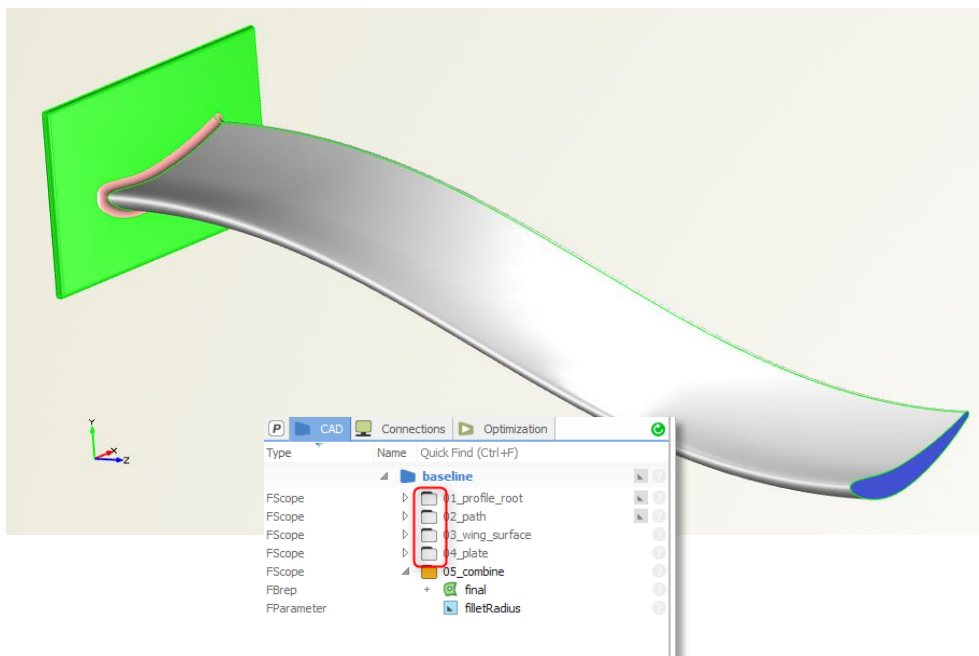 Y
X
Z
P CAD Connections Optimization
Type Name Quick Find (Ctrl+F)
baseline
FScope 01_profile_root
FScope 02_path
FScope 03_wing_surface
FScope 04_plate
FScope 05_combine
FBrep + final
FParameter filletRadius